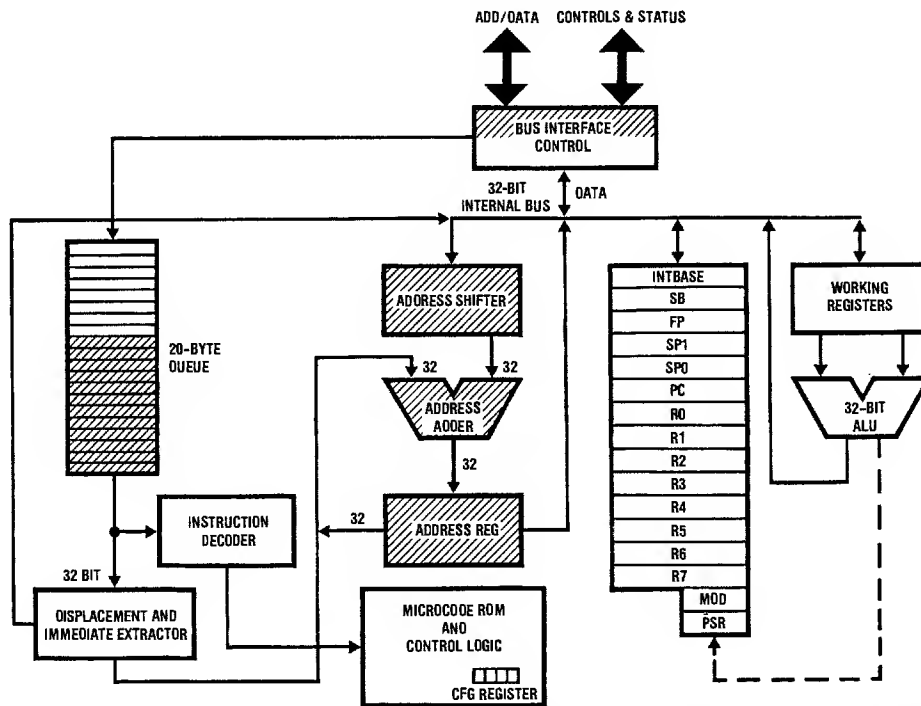 ADD/DATA
CONTROLS & STATUS
BUS INTERFACE
CONTROL
32-BIT
INTERNAL BUS
DATA
20-BYTE
QUEUE
ADDRESS SHIFTER
32
32
ADDRESS
ADDER
32
32
ADDRESS REG
INTBASE
SB
FP
SP1
SP0
PC
R0
R1
R2
R3
R4
R5
R6
R7
MOD
PSR
WORKING
REGISTERS
32-BIT
ALU
INSTRUCTION
DECODER
32 BIT
DISPLACEMENT AND
IMMEDIATE EXTRACTOR
MICROCODE ROM
AND
CONTROL LOGIC
CFG REGISTER